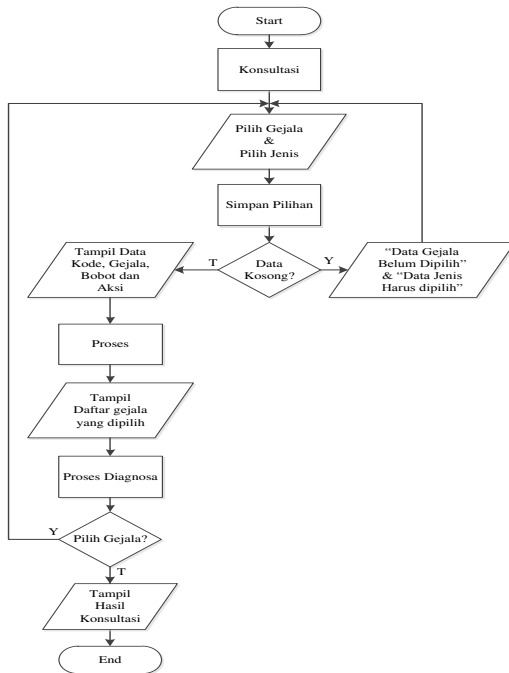 Start
Konsultasi
Pilih Gejala
&
Pilih Jenis
Simpan Pilihan
Data
Kosong?
T
Y
Tampil Data
Kode, Gejala,
Bobot dan
Aksi
“Data Gejala
Belum Dipilih”
& “Data Jenis
Harus dipilih”
Proses
Tampil
Daftar gejala
yang dipilih
Proses Diagnosa
Pilih Gejala?
Y
T
Tampil
Hasil
Konsultasi
End